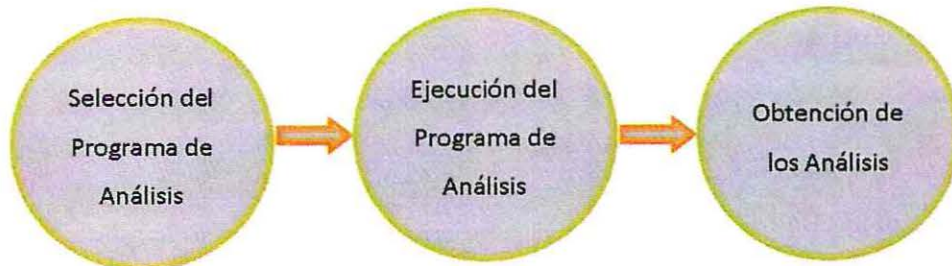 Selección del
Programa de
Análisis
Ejecución del
Programa de
Análisis
Obtención de
los Análisis